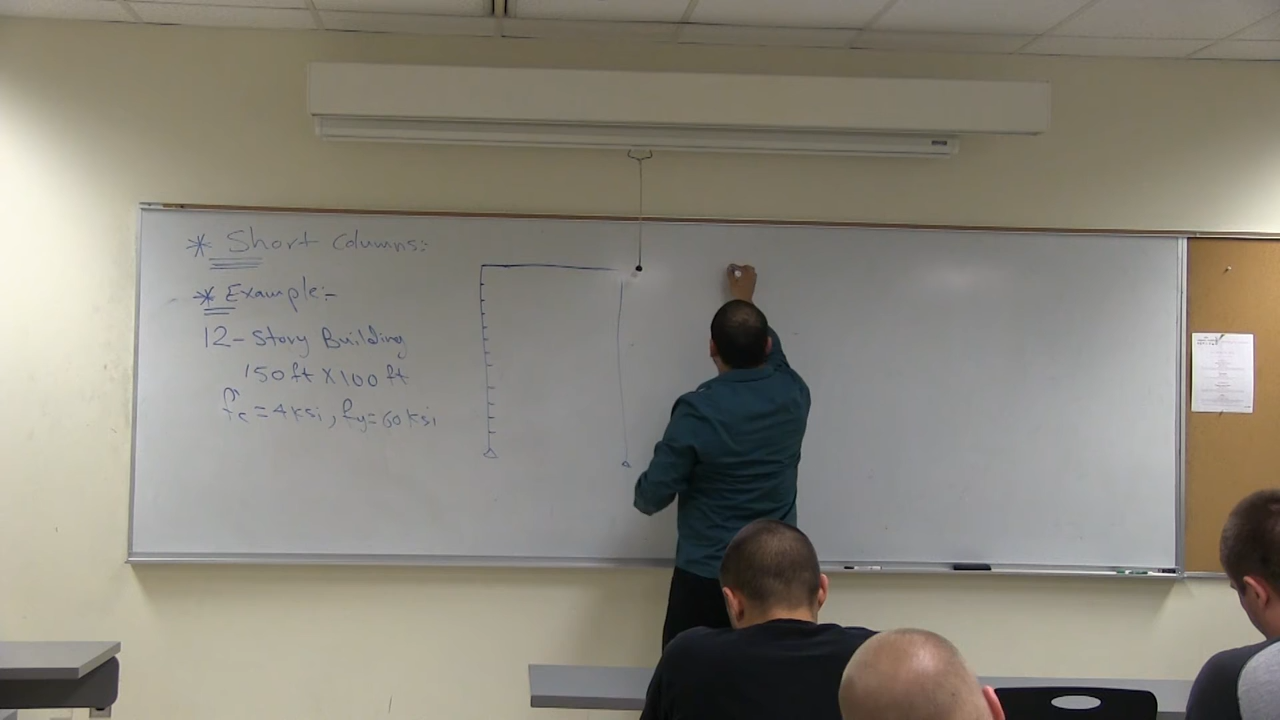 * Short Columns:-
* Example:-
12-Story Building
150 ft X 100 ft
f'c = 4 ksi, fy = 60 ksi